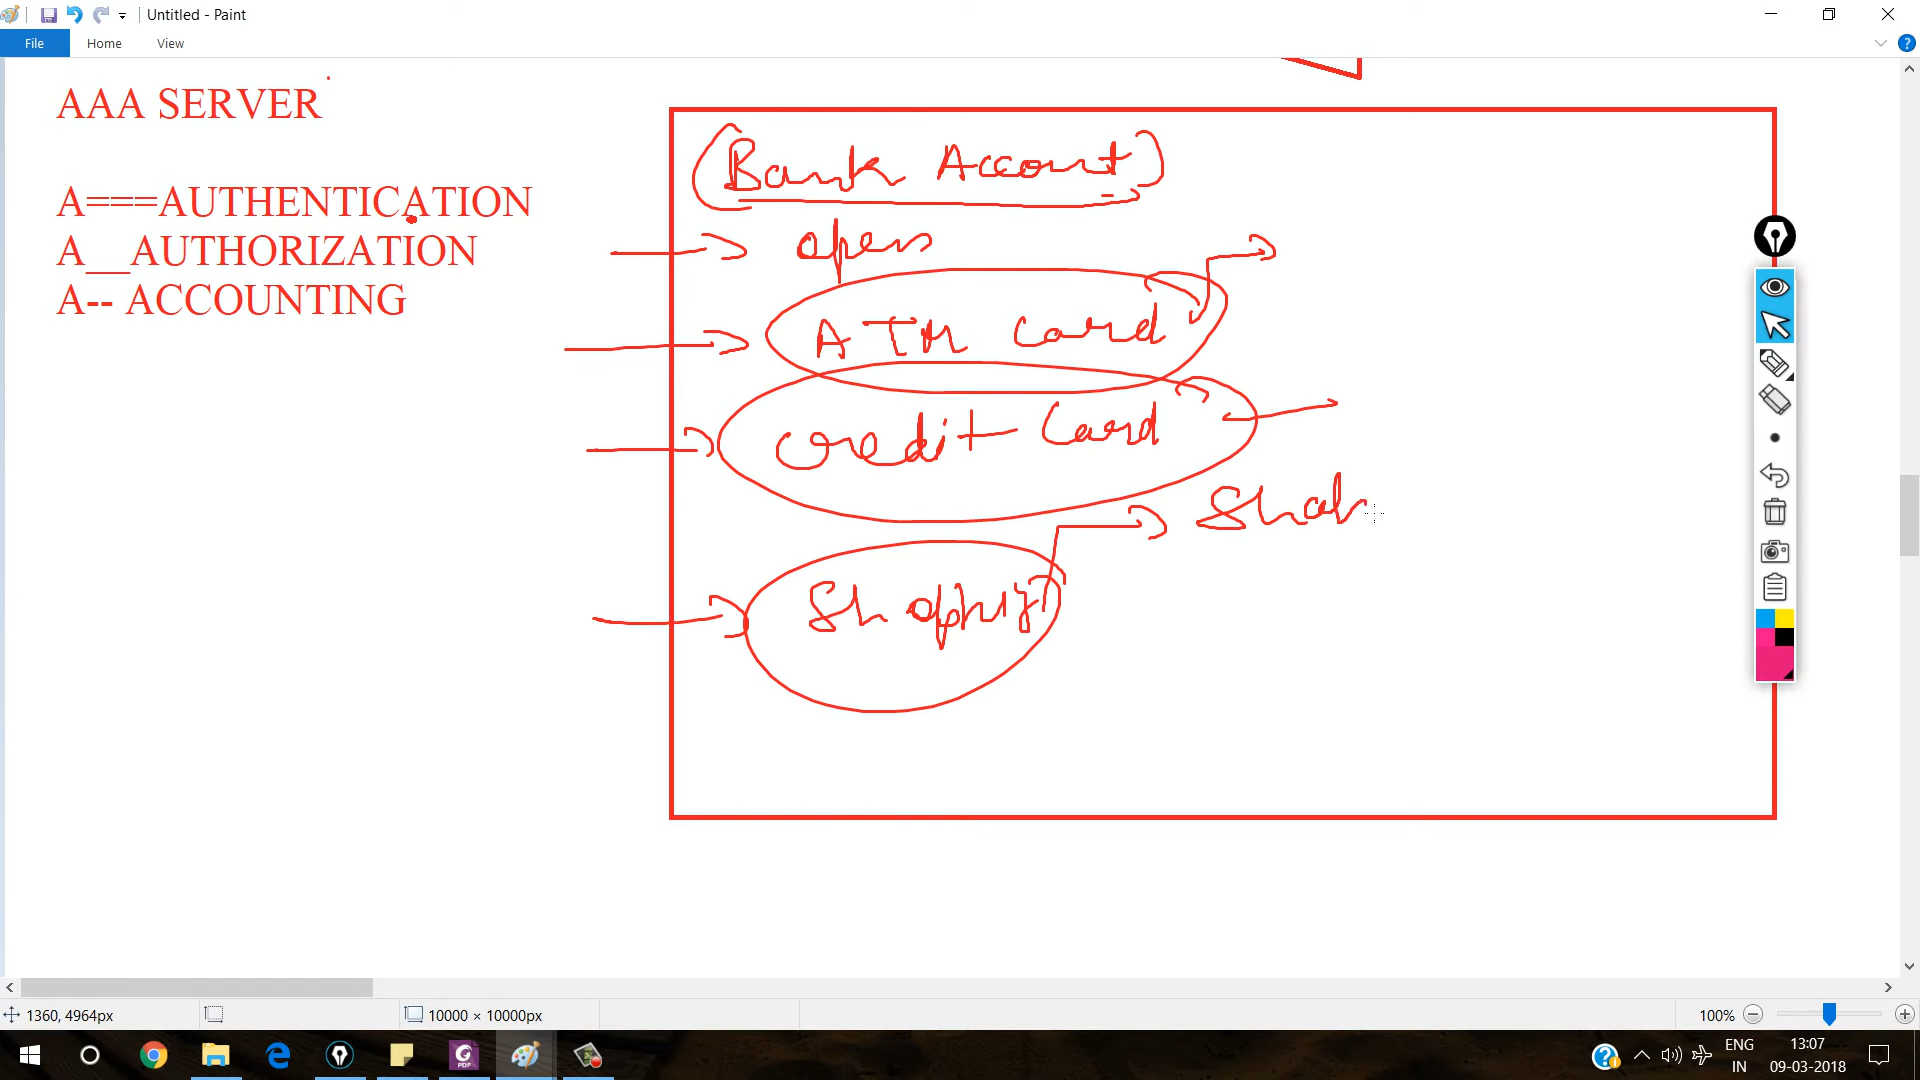 Untitled - Paint
File Home View
AAA SERVER
A===AUTHENTICATION
A__AUTHORIZATION
A-- ACCOUNTING
(Bank Account)
open
ATM Card
Credit Card
1360, 4964px
10000 × 10000px
100%
ENG
IN
13:07
09-03-2018
PDF